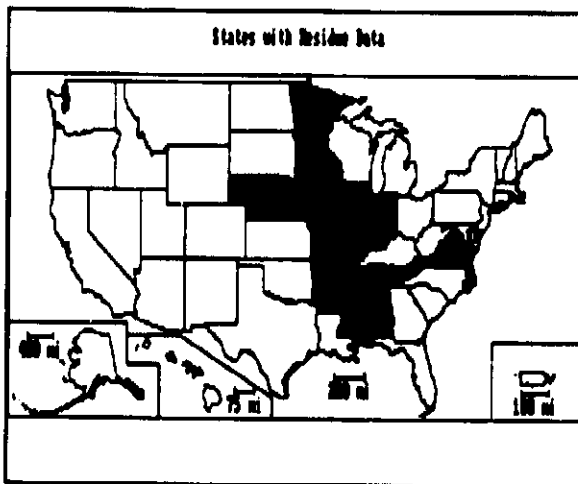 States with Residue Data
400 mi
75 mi
200 mi
100 mi